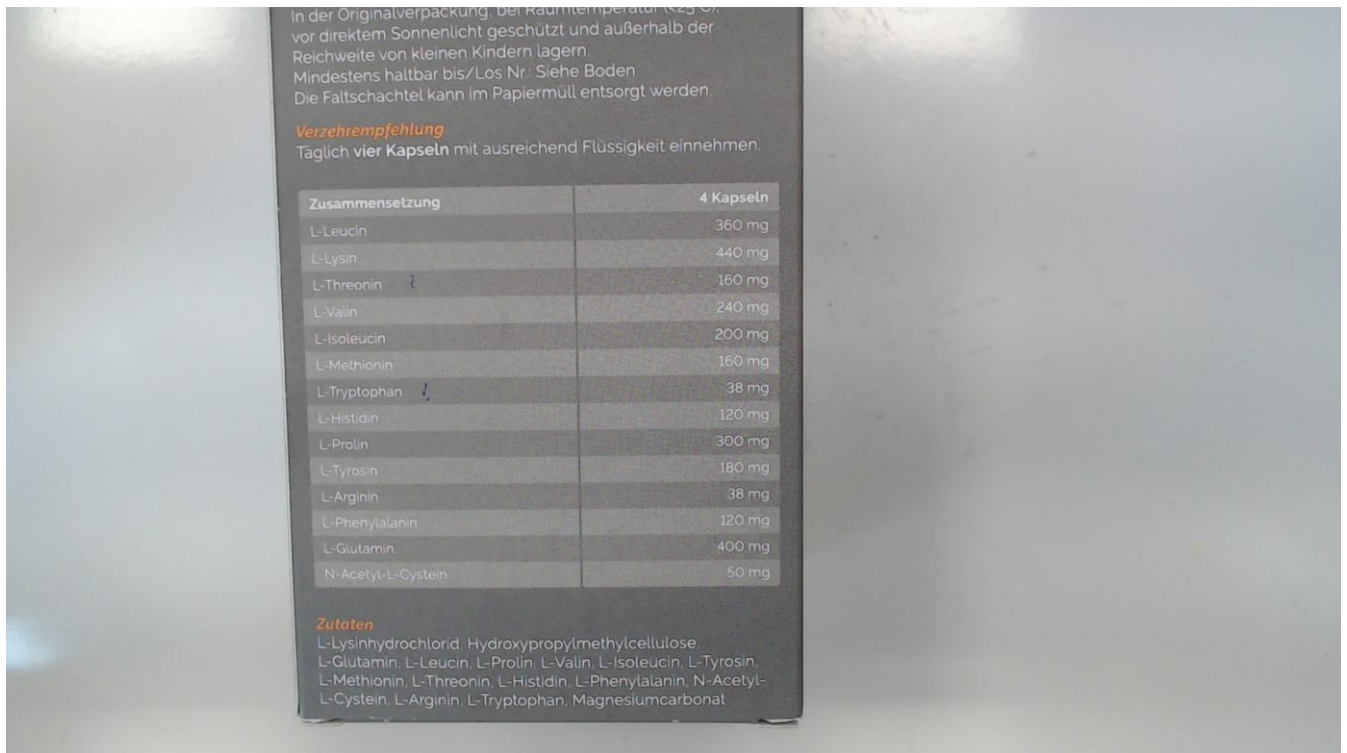 In der Originalverpackung, bei Raumtemperatur (<25°C),
vor direktem Sonnenlicht geschützt und außerhalb der
Reichweite von kleinen Kindern lagern.
Mindestens haltbar bis/Los Nr.: Siehe Boden
Die Faltschachtel kann im Papiermüll entsorgt werden.
Verzehrempfehlung
Täglich vier Kapseln mit ausreichend Flüssigkeit einnehmen.
Zusammensetzung 4 Kapseln
L-Leucin 360 mg
L-Lysin 440 mg
L-Threonin 160 mg
L-Valin 240 mg
L-Isoleucin 200 mg
L-Methionin 160 mg
L-Tryptophan 38 mg
L-Histidin 120 mg
L-Prolin 300 mg
L-Tyrosin 180 mg
L-Arginin 38 mg
L-Phenylalanin 120 mg
L-Glutamin 400 mg
N-Acetyl-L-Cystein 50 mg
Zutaten
L-Lysinhydrochlorid, Hydroxypropylmethylcellulose,
L-Glutamin, L-Leucin, L-Prolin, L-Valin, L-Isoleucin, L-Tyrosin,
L-Methionin, L-Threonin, L-Histidin, L-Phenylalanin, N-Acetyl-
L-Cystein, L-Arginin, L-Tryptophan, Magnesiumcarbonat